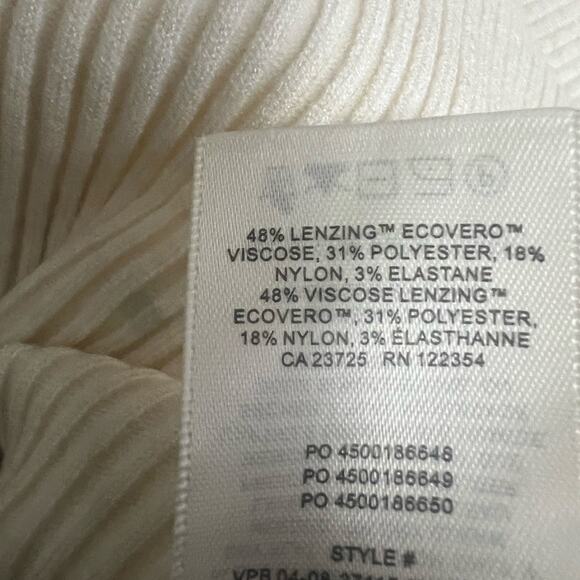 48% LENZING™ ECOVERO™
VISCOSE, 31% POLYESTER, 18%
NYLON, 3% ELASTANE
48% VISCOSE LENZING™
ECOVERO™, 31% POLYESTER,
18% NYLON, 3% ÉLASTHANNE
CA 23725 RN 122354
PO 4500186648
PO 4500186649
PO 4500186650
STYLE #